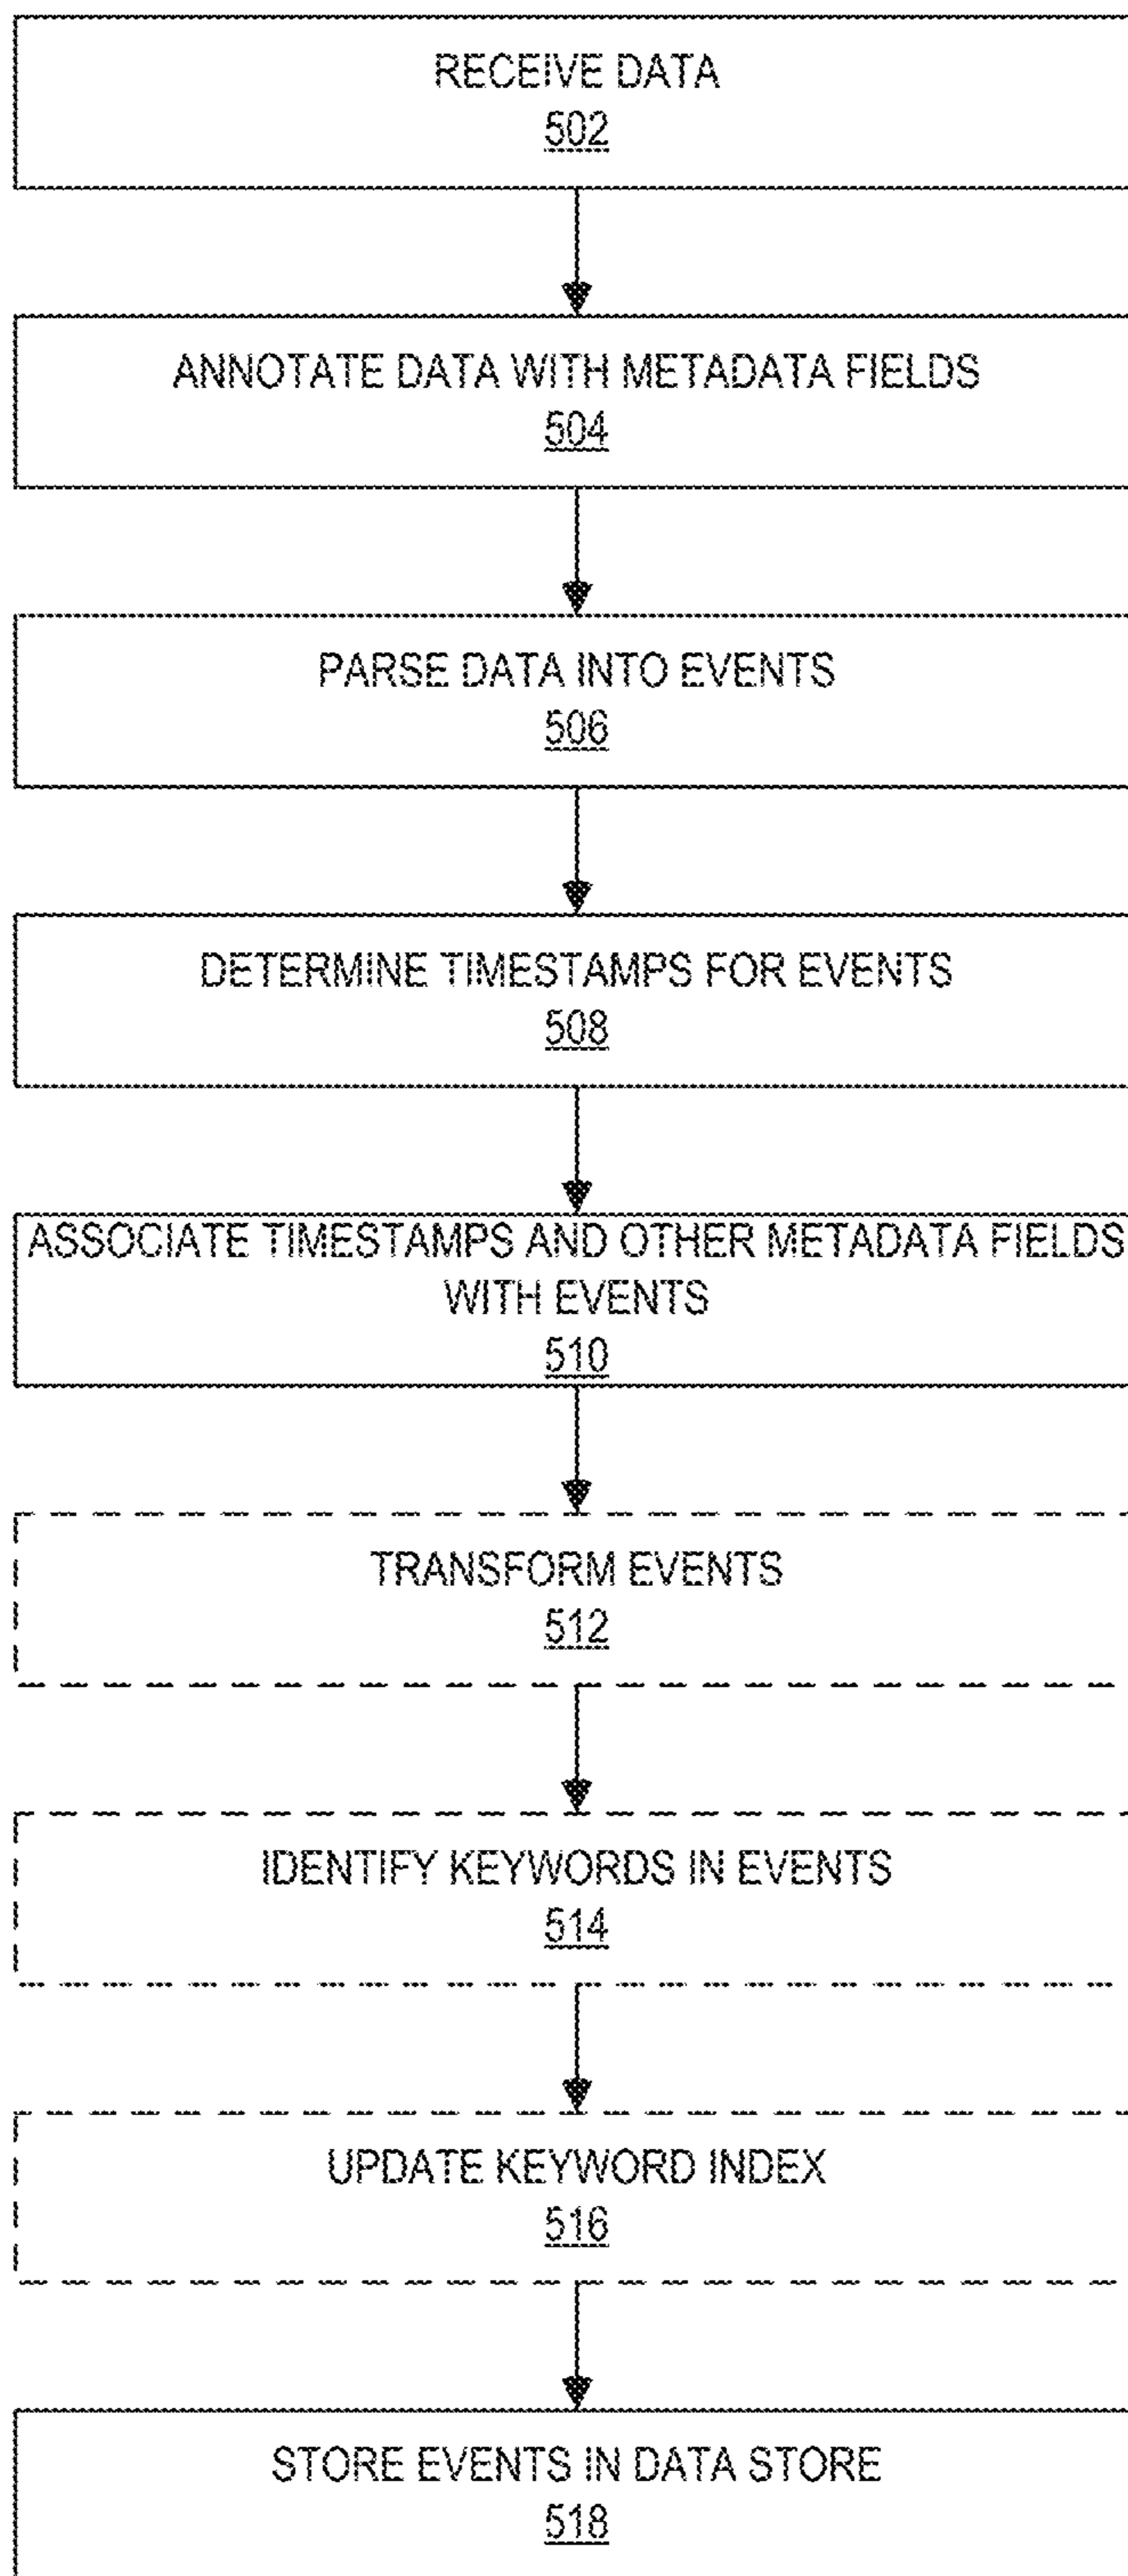 RECEIVE DATA
502
ANNOTATE DATA WITH METADATA FIELDS
504
PARSE DATA INTO EVENTS
506
DETERMINE TIMESTAMPS FOR EVENTS
508
ASSOCIATE TIMESTAMPS AND OTHER METADATA FIELDS
WITH EVENTS
510
TRANSFORM EVENTS
512
IDENTIFY KEYWORDS IN EVENTS
514
UPDATE KEYWORD INDEX
516
STORE EVENTS IN DATA STORE
518